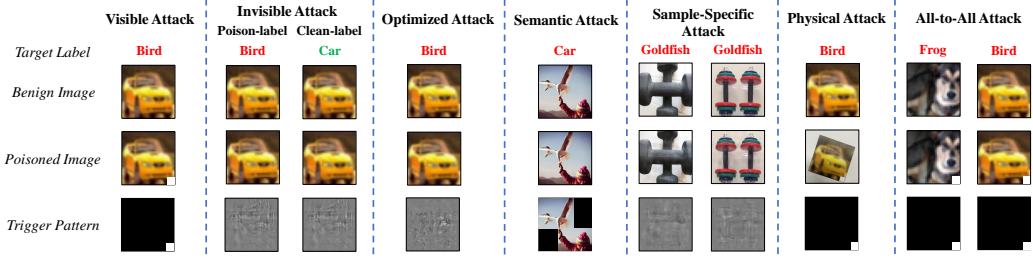 Visible Attack
Invisible Attack
Poison-label Clean-label
Optimized Attack
Semantic Attack
Sample-Specific
Attack
Physical Attack
All-to-All Attack
Target Label Bird Bird Car Bird Car Goldfish Goldfish Bird Frog Bird
Benign Image
Poisoned Image
Trigger Pattern